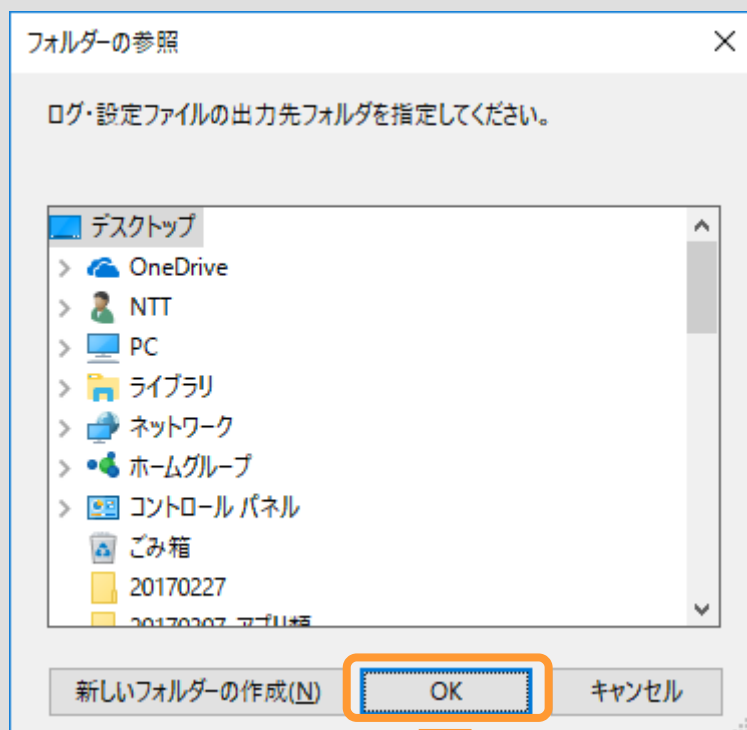 フォルダーの参照
ログ・設定ファイルの出力先フォルダを指定してください。
デスクトップ
OneDrive
NTT
PC
ライブラリ
ネットワーク
ホームグループ
コントロール パネル
ごみ箱
20170227
新しいフォルダーの作成(N) OK キャンセル